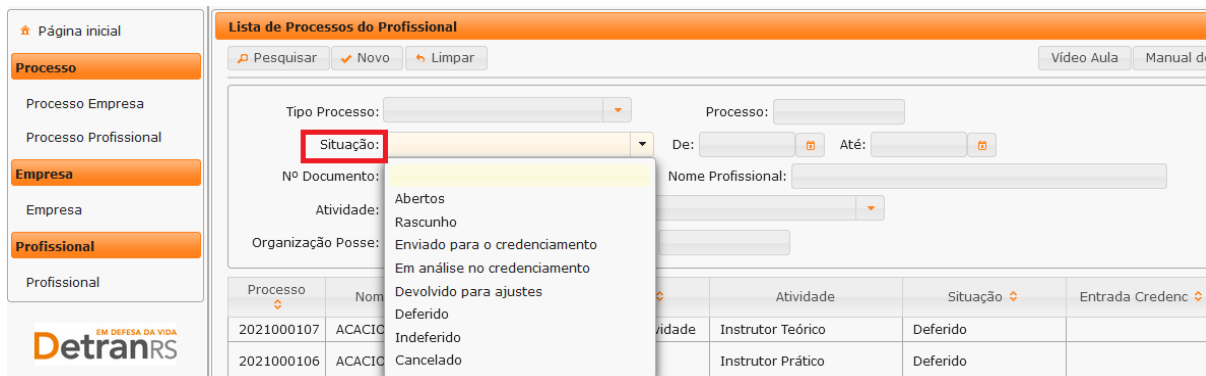 Página inicial
Processo
Processo Empresa
Processo Profissional
Empresa
Empresa
Profissional
Profissional
EM DEFESA DA VIDA
DetranRS
Lista de Processos do Profissional
Pesquisar Novo Limpar Vídeo Aula Manual d
Tipo Processo: Processo:
Situação: De: Até:
Nº Documento: Nome Profissional:
Atividade:
Organização Posse:
Abertos
Rascunho
Enviado para o credenciamento
Em análise no credenciamento
Devolvido para ajustes
Deferido
Indeferido
Cancelado
Processo Nom Atividade Situação Entrada Credenc
2021000107 ACACIO vidade Instrutor Teórico Deferido
2021000106 ACACIO Instrutor Prático Deferido